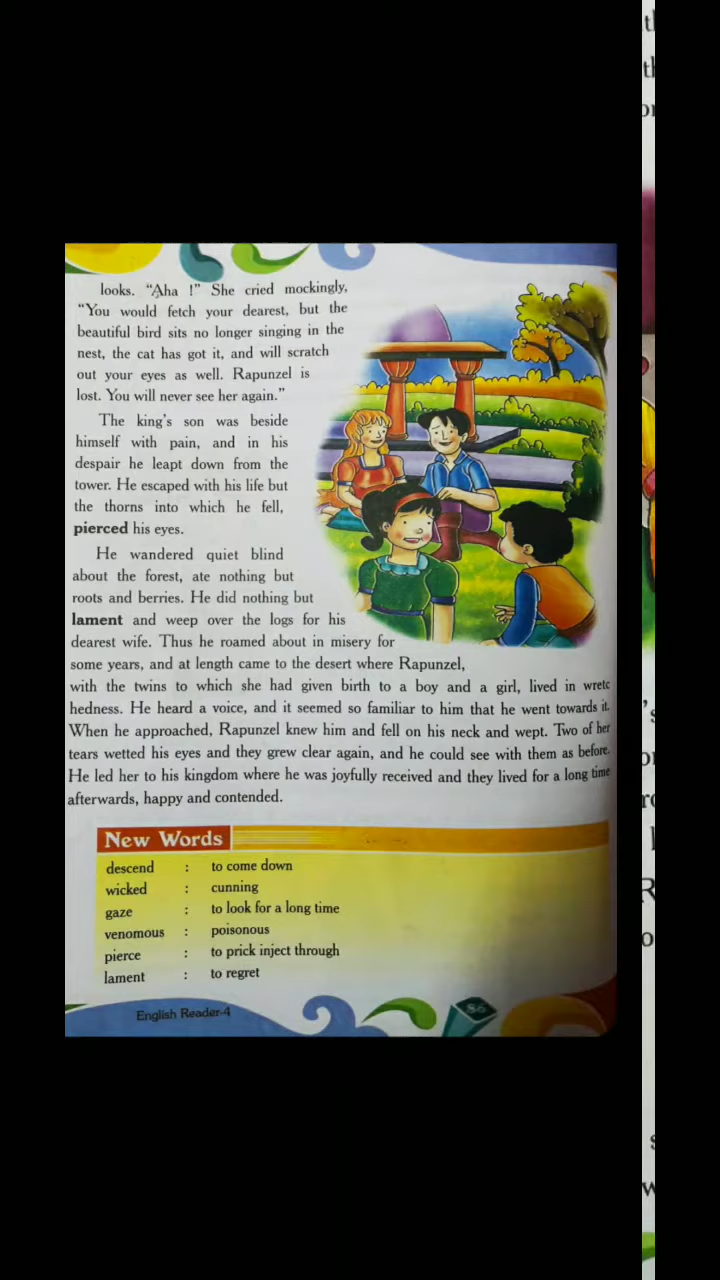 looks. "Aha !" She cried mockingly,
"You would fetch your dearest, but the
beautiful bird sits no longer singing in the
nest, the cat has got it, and will scratch
out your eyes as well. Rapunzel is
lost. You will never see her again."
The king's son was beside
himself with pain, and in his
despair he leapt down from the
tower. He escaped with his life but
the thorns into which he fell,
pierced his eyes.
He wandered quiet blind
about the forest, ate nothing but
roots and berries. He did nothing but
lament and weep over the logs for his
dearest wife. Thus he roamed about in misery for
some years, and at length came to the desert where Rapunzel,
with the twins to which she had given birth to a boy and a girl, lived in wretc
hedness. He heard a voice, and it seemed so familiar to him that he went towards it.
When he approached, Rapunzel knew him and fell on his neck and wept. Two of her
tears wetted his eyes and they grew clear again, and he could see with them as before.
He led her to his kingdom where he was joyfully received and they lived for a long time
afterwards, happy and contended.
New Words
descend : to come down
wicked : cunning
gaze : to look for a long time
venomous : poisonous
pierce : to prick inject through
lament : to regret
English Reader-4
86